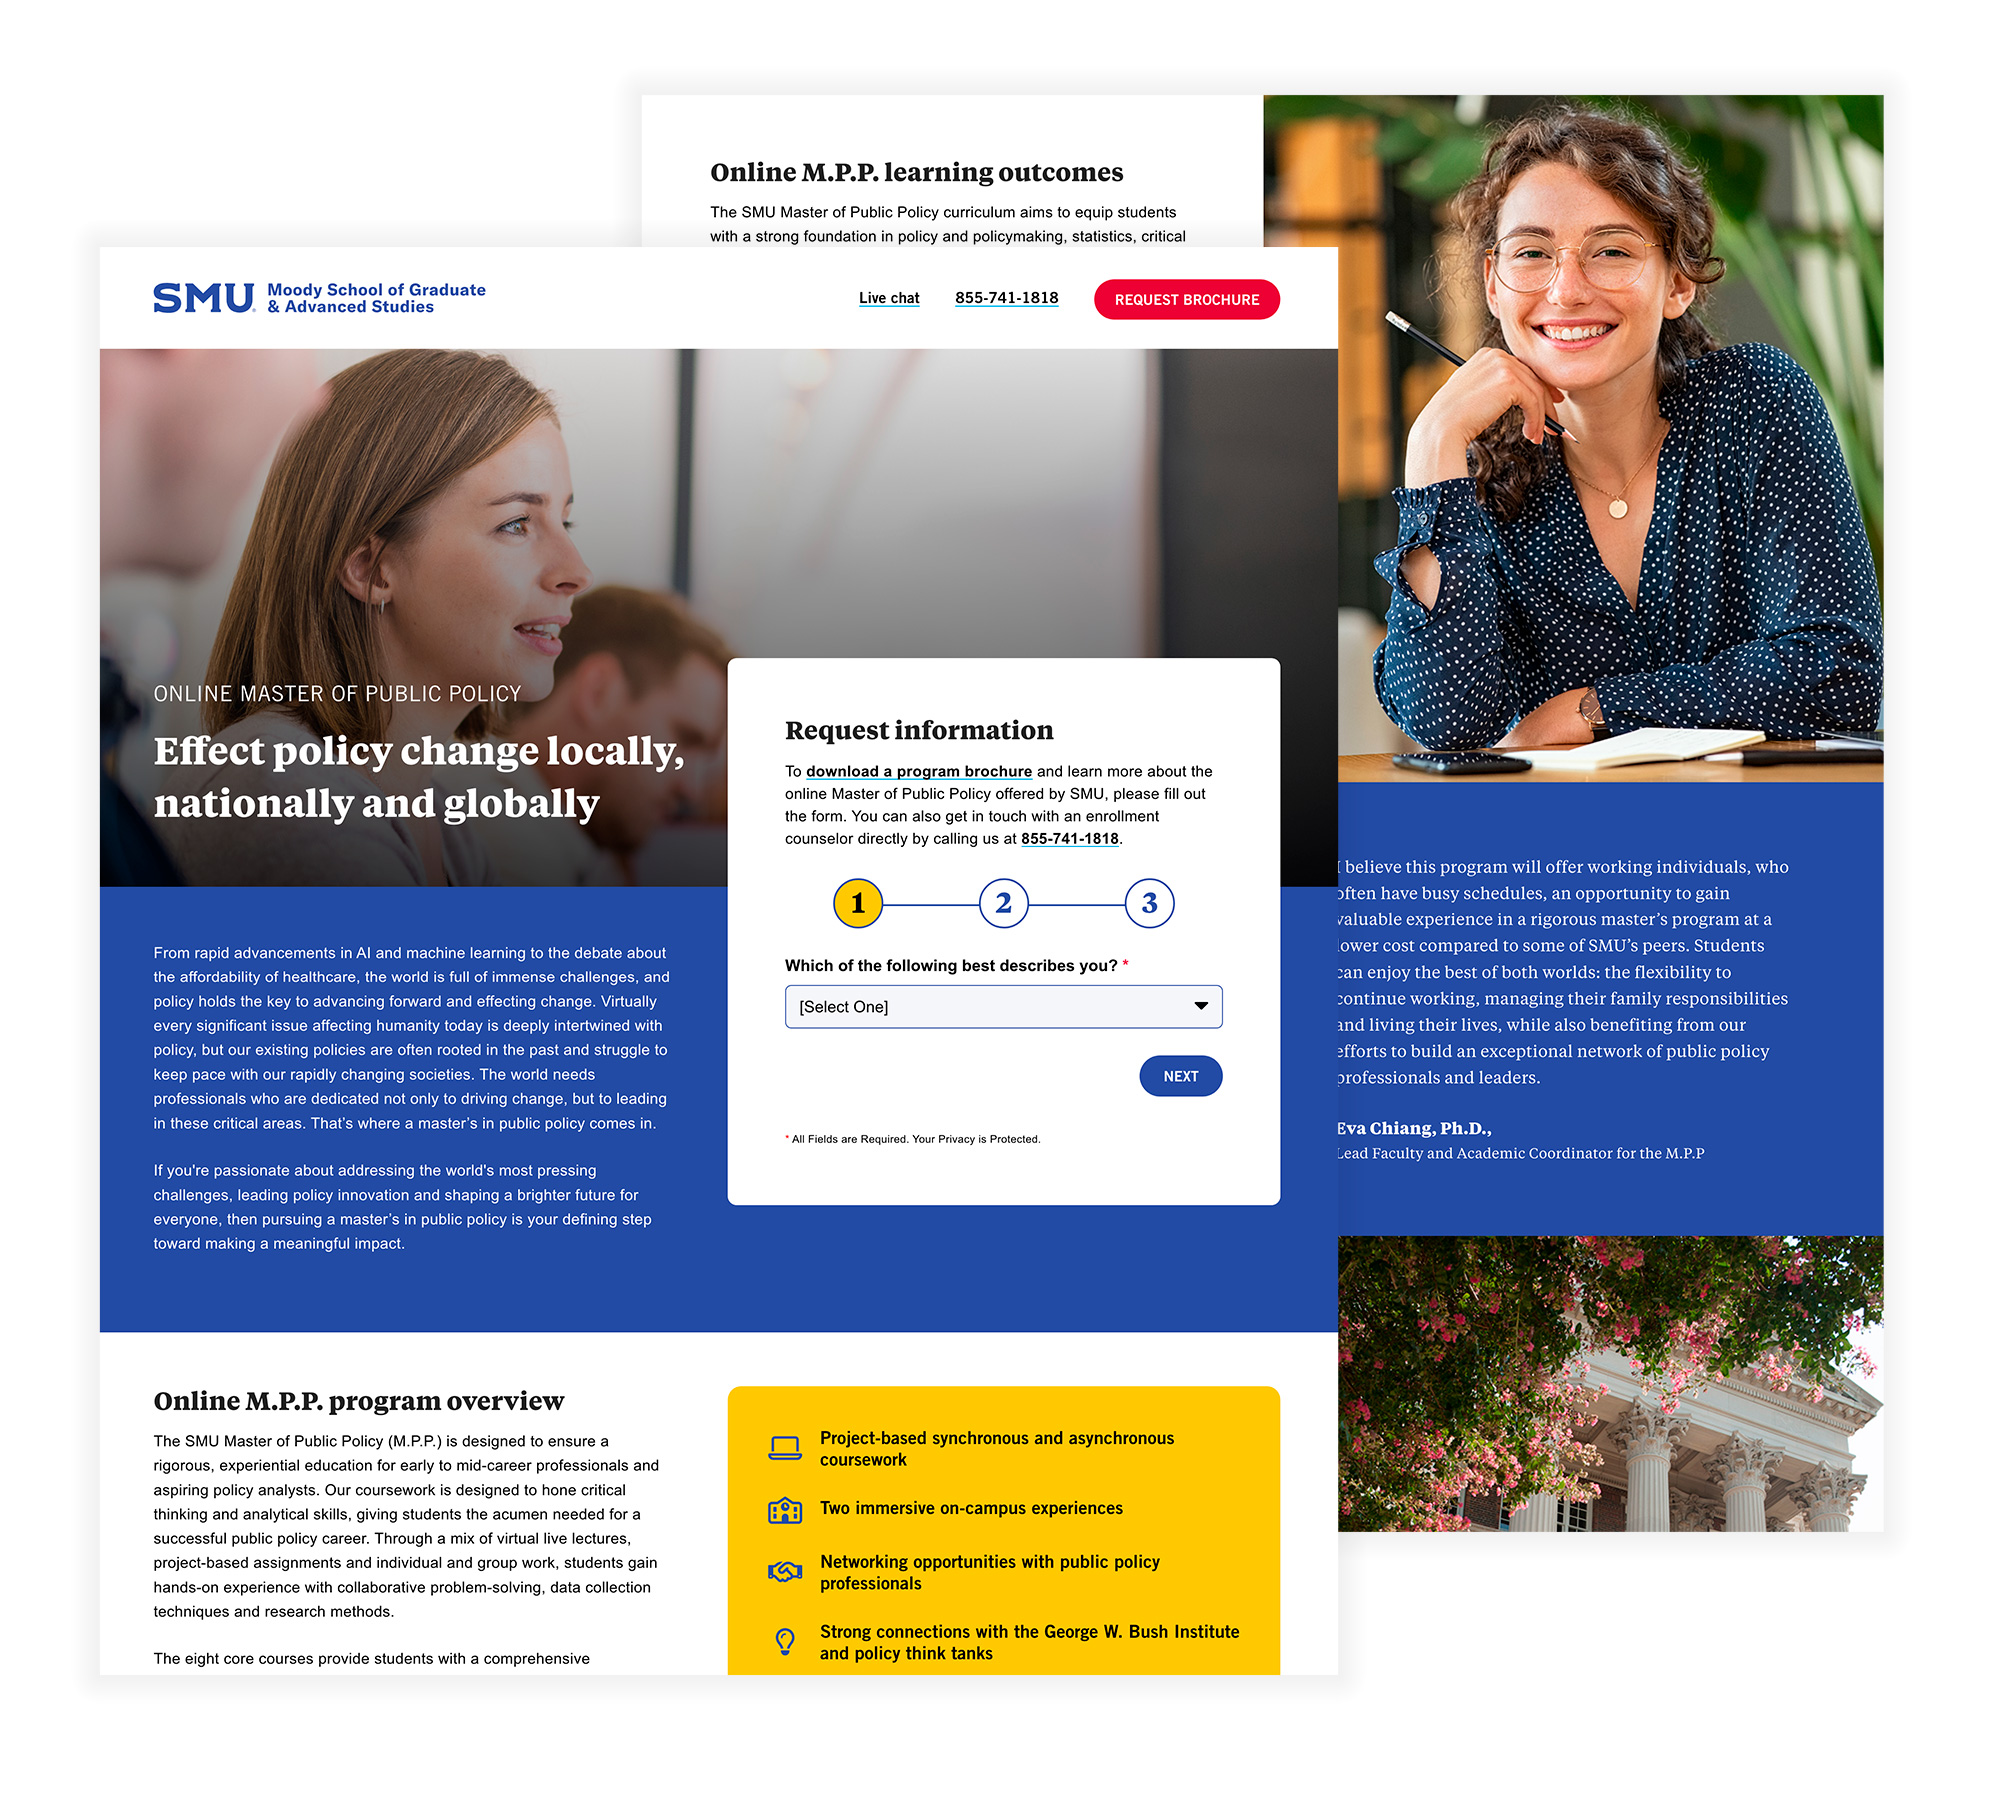 Online M.P.P. learning outcomes
The SMU Master of Public Policy curriculum aims to equip students
with a strong foundation in policy and policymaking, statistics, critical
SMU
Moody School of Graduate
& Advanced Studies
Live chat
855-741-1818
REQUEST BROCHURE
ONLINE MASTER OF PUBLIC POLICY
Effect policy change locally,
nationally and globally
From rapid advancements in AI and machine learning to the debate about
the affordability of healthcare, the world is full of immense challenges, and
policy holds the key to advancing forward and effecting change. Virtually
every significant issue affecting humanity today is deeply intertwined with
policy, but our existing policies are often rooted in the past and struggle to
keep pace with our rapidly changing societies. The world needs
professionals who are dedicated not only to driving change, but to leading
in these critical areas. That's where a master's in public policy comes in.
If you're passionate about addressing the world's most pressing
challenges, leading policy innovation and shaping a brighter future for
everyone, then pursuing a master's in public policy is your defining step
toward making a meaningful impact.
Request information
To download a program brochure and learn more about the
online Master of Public Policy offered by SMU, please fill out
the form. You can also get in touch with an enrollment
counselor directly by calling us at 855-741-1818.
1
2
3
Which of the following best describes you? *
[Select One]
NEXT
* All Fields are Required. Your Privacy is Protected.
I believe this program will offer working individuals, who
often have busy schedules, an opportunity to gain
valuable experience in a rigorous master's program at a
lower cost compared to some of SMU's peers. Students
can enjoy the best of both worlds: the flexibility to
continue working, managing their family responsibilities
and living their lives, while also benefiting from our
efforts to build an exceptional network of public policy
professionals and leaders.
Eva Chiang, Ph.D.,
Lead Faculty and Academic Coordinator for the M.P.P
Online M.P.P. program overview
The SMU Master of Public Policy (M.P.P.) is designed to ensure a
rigorous, experiential education for early to mid-career professionals and
aspiring policy analysts. Our coursework is designed to hone critical
thinking and analytical skills, giving students the acumen needed for a
successful public policy career. Through a mix of virtual live lectures,
project-based assignments and individual and group work, students gain
hands-on experience with collaborative problem-solving, data collection
techniques and research methods.
The eight core courses provide students with a comprehensive
Project-based synchronous and asynchronous
coursework
Two immersive on-campus experiences
Networking opportunities with public policy
professionals
Strong connections with the George W. Bush Institute
and policy think tanks